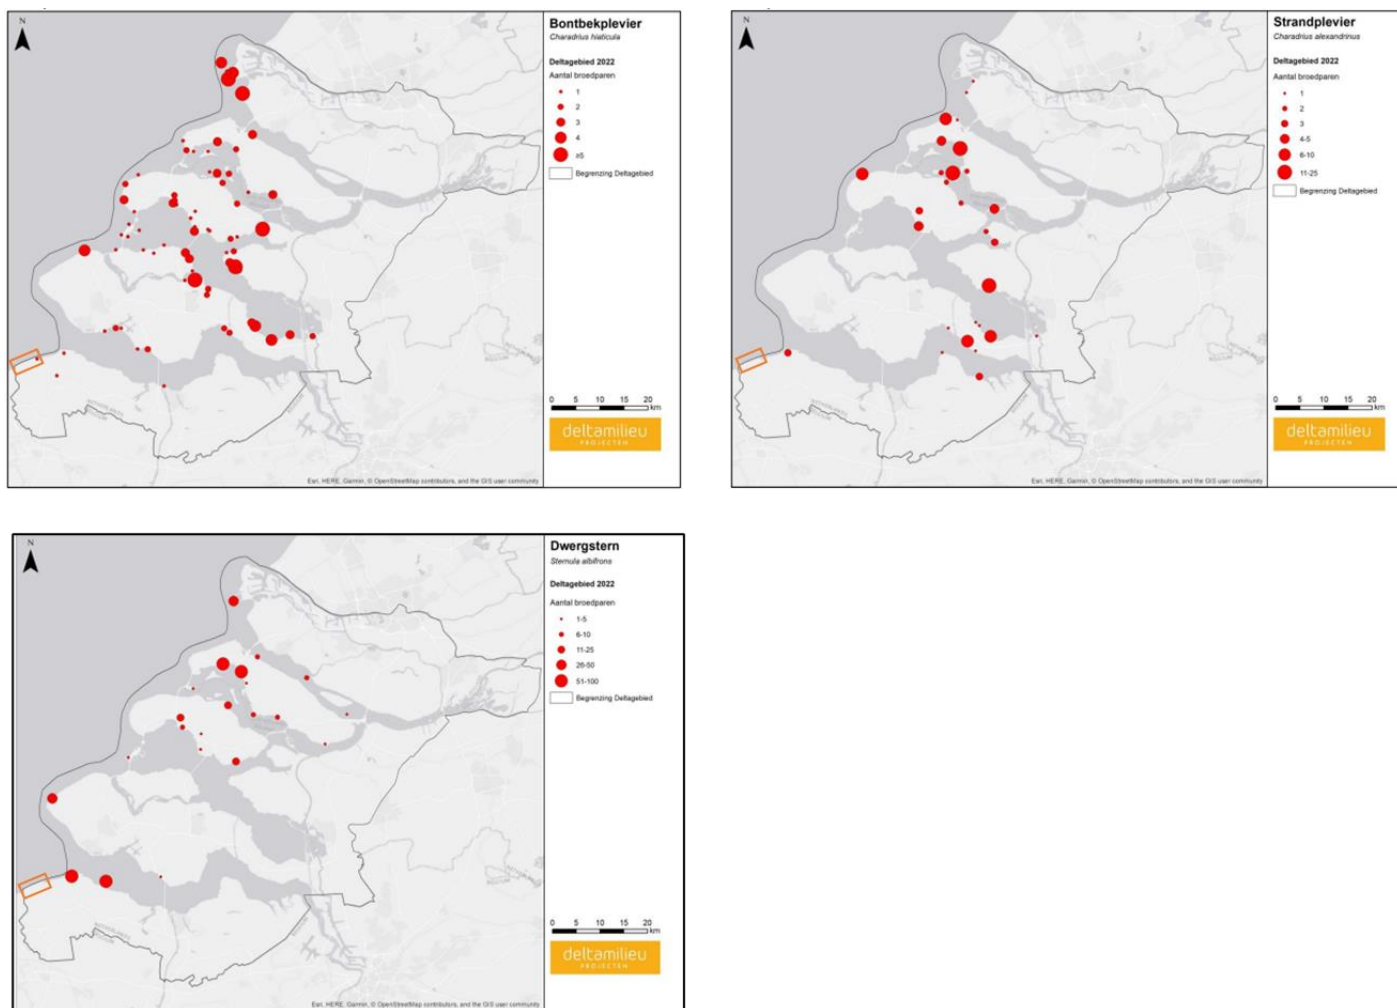 N
Bontbekplevier
Charadrius hiaticula
Deltagebied 2022
Aantal broedparen
1
2
3
4
≥5
Begrenzing Deltagebied
0 5 10 15 20
km
deltamilieu
PROJECTEN
Esri, HERE, Garmin, © OpenStreetMap contributors, and the GIS user community
N
Strandplevier
Charadrius alexandrinus
Deltagebied 2022
Aantal broedparen
1
2
3
4-5
6-10
11-25
Begrenzing Deltagebied
0 5 10 15 20
km
deltamilieu
PROJECTEN
Esri, HERE, Garmin, © OpenStreetMap contributors, and the GIS user community
N
Dwergstern
Sternula albifrons
Deltagebied 2022
Aantal broedparen
1-5
6-10
11-25
26-50
51-100
Begrenzing Deltagebied
0 5 10 15 20
km
deltamilieu
PROJECTEN
Esri, HERE, Garmin, © OpenStreetMap contributors, and the GIS user community